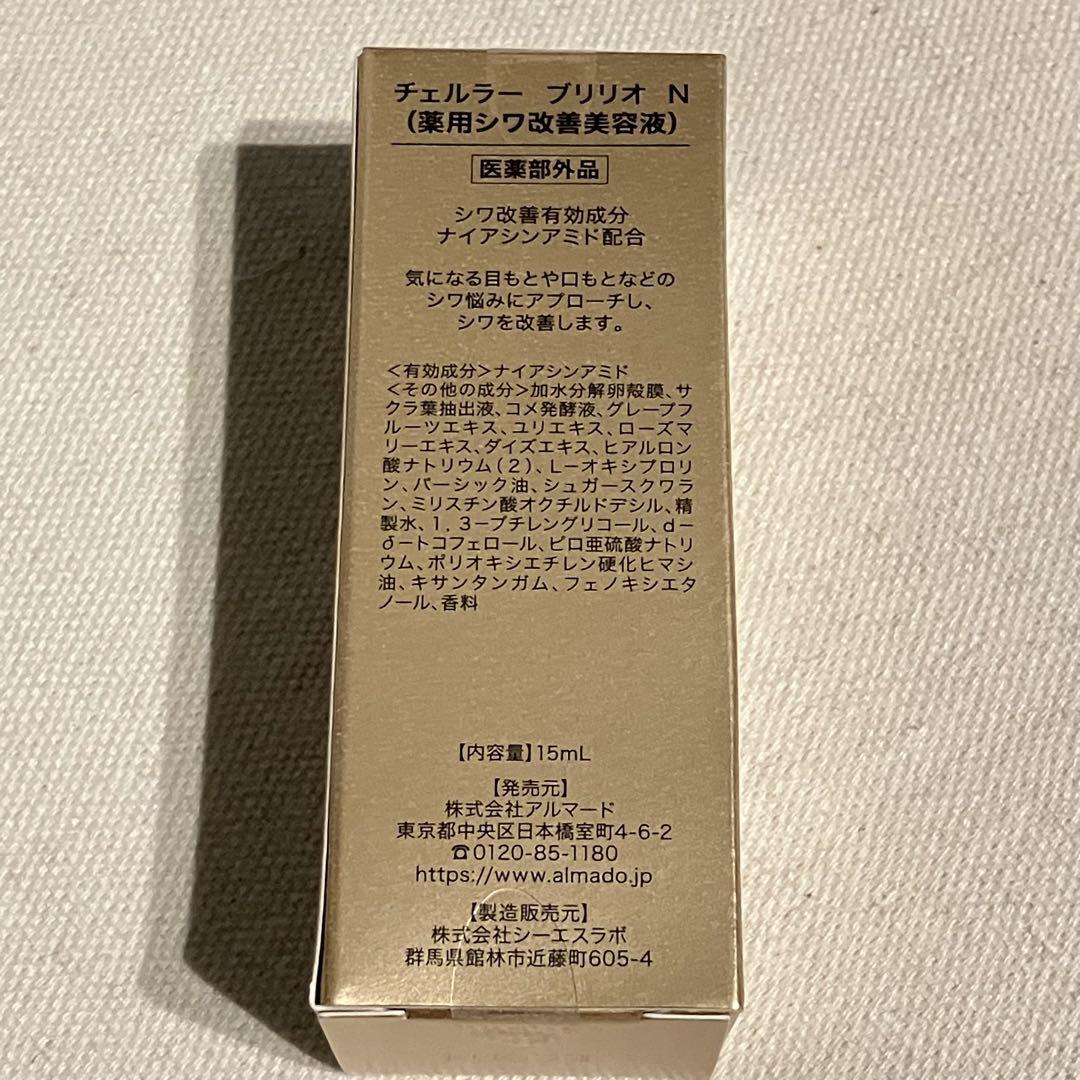 チェルラー ブリリオ N
(薬用シワ改善美容液)
医薬部外品
シワ改善有効成分
ナイアシンアミド配合
気になる目もとや口もとなどの
シワ悩みにアプローチし、
シワを改善します。
<有効成分>ナイアシンアミド
<その他の成分>加水分解卵殻膜、サ
クラ葉抽出液、コメ発酵液、グレープフ
ルーツエキス、ユリエキス、ローズマ
リーエキス、ダイズエキス、ヒアルロン
酸ナトリウム(2)、L-オキシプロリ
ン、パーシック油、シュガースクワラ
ン、ミリスチン酸オクチルドデシル、精
製水、1,3-ブチレングリコール、d-
δ-トコフェロール、ピロ亜硫酸ナトリ
ウム、ポリオキシエチレン硬化ヒマシ
油、キサンタンガム、フェノキシエタ
ノール、香料
【内容量】15mL
【発売元】
株式会社アルマード
東京都中央区日本橋室町4-6-2
☎0120-85-1180
https://www.almado.jp
【製造販売元】
株式会社シーエスラボ
群馬県館林市近藤町605-4